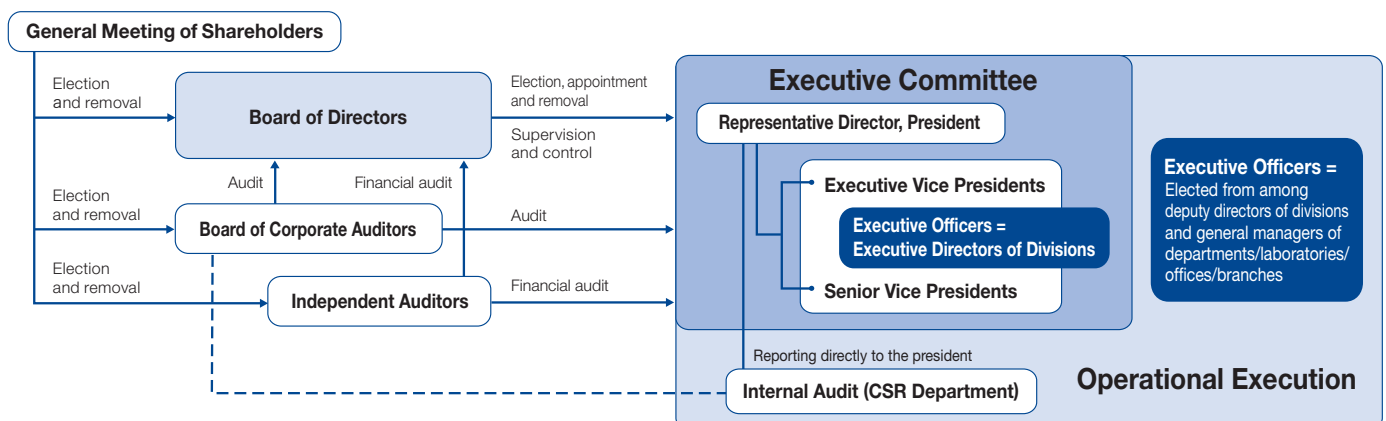 General Meeting of Shareholders
Election
and removal
Board of Directors
Election, appointment
and removal
Supervision
and control
Audit
Financial audit
Election
and removal
Board of Corporate Auditors
Audit
Election
and removal
Independent Auditors
Financial audit
Executive Committee
Representative Director, President
Executive Vice Presidents
Executive Officers =
Executive Directors of Divisions
Senior Vice Presidents
Executive Officers =
Elected from among
deputy directors of divisions
and general managers of
departments/laboratories/
offices/branches
Reporting directly to the president
Internal Audit (CSR Department)
Operational Execution